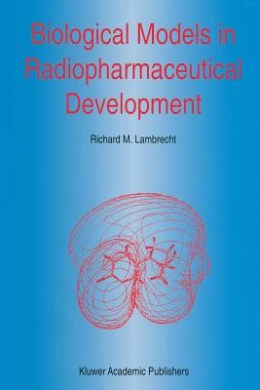 Biological Models in
Radiopharmaceutical
Development
Richard M. Lambrecht
Kluwer Academic Publishers